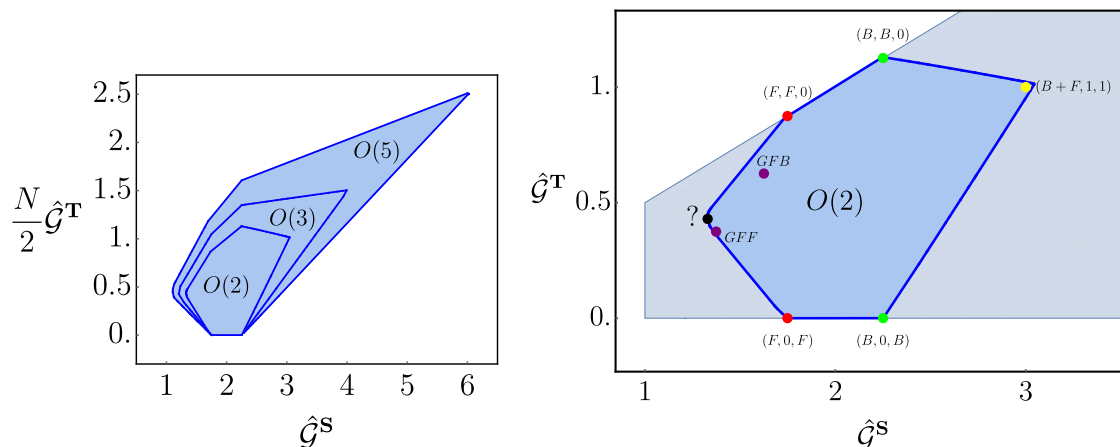 2.5
2.
1.5
1.
0.5
0.
N/2 Ĝ^T
O(5)
O(3)
O(2)
1 2 3 4 5 6
Ĝ^S
1.
0.5
0.
Ĝ^T
(B, B, 0)
(F, F, 0)
(B + F, 1, 1)
GFB
O(2)
?
GFF
(F, 0, F)
(B, 0, B)
1 2 3
Ĝ^S